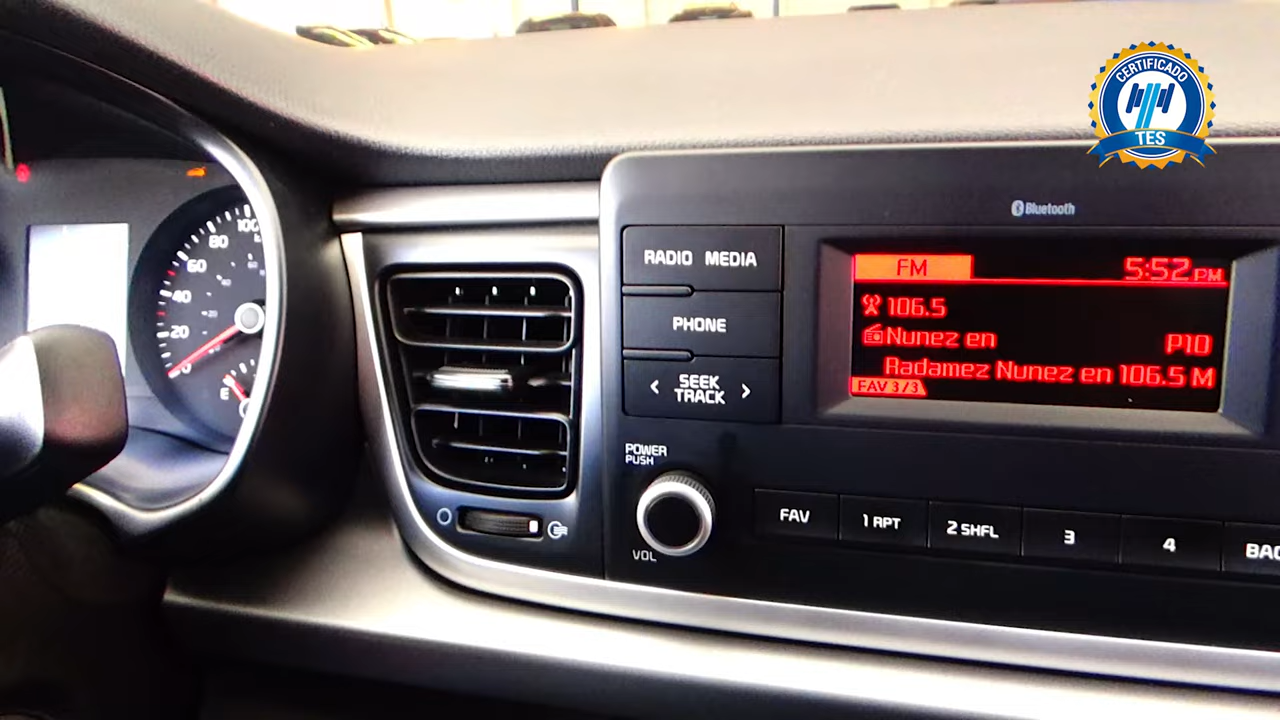 CERTIFICADO
TES
Bluetooth
RADIO MEDIA
PHONE
SEEK
TRACK
FM 5:52 PM
106.5
Nunez en P10
Radamez Nunez en 106.5 M
FAV 3/3
POWER
PUSH
VOL
FAV
1 RPT
2 SHFL
3
4
BAC
100
80
60
40
20
0
E